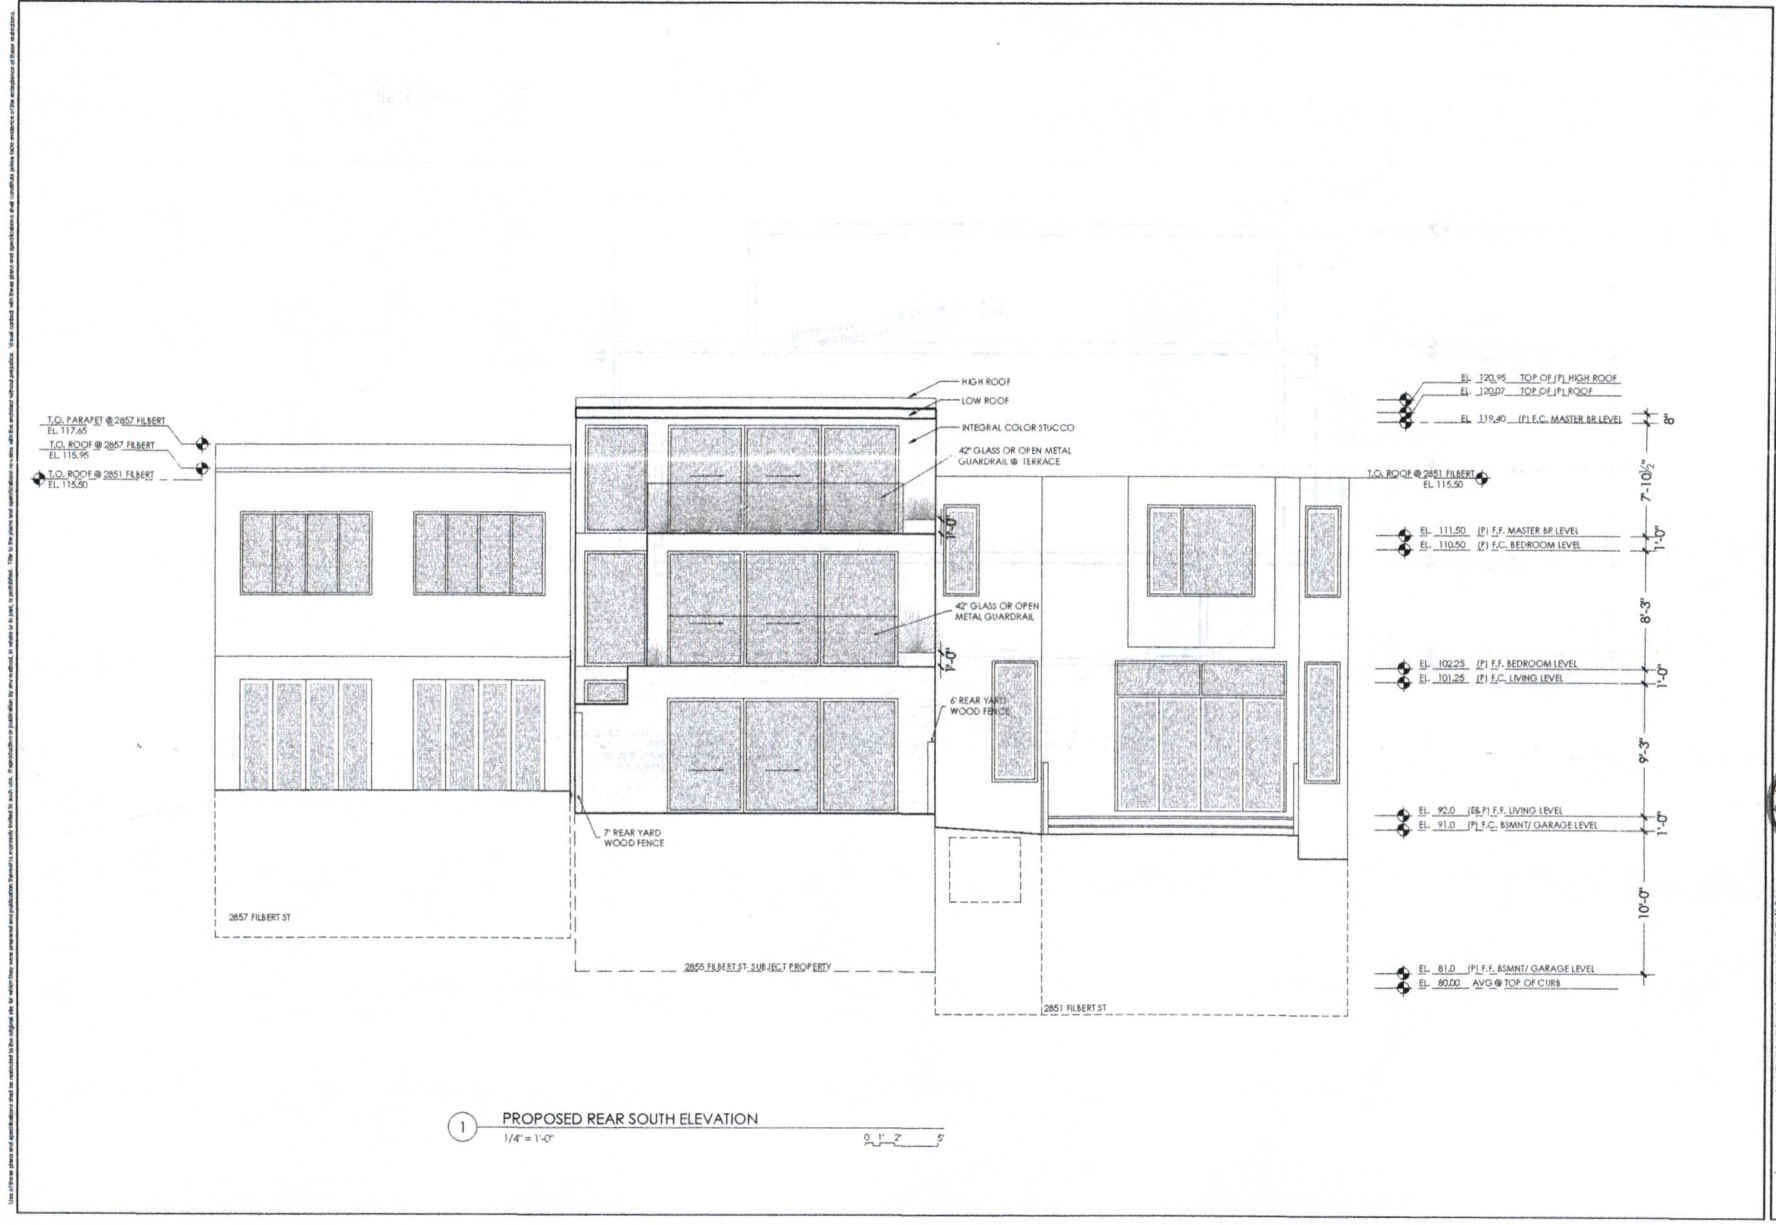 T.O. PARAPET @ 2857 FILBERT
EL. 117.65
T.O. ROOF @ 2857 FILBERT
EL. 115.95
T.O. ROOF @ 2851 FILBERT
EL. 115.50
HIGH ROOF
LOW ROOF
INTEGRAL COLOR STUCCO
42" GLASS OR OPEN METAL
GUARDRAIL @ TERRACE
1'-0"
42" GLASS OR OPEN
METAL GUARDRAIL
1'-0"
6' REAR YARD
WOOD FENCE
7' REAR YARD
WOOD FENCE
T.O. ROOF @ 2851 FILBERT
EL. 115.50
EL. 120.95 TOP OF (P) HIGH ROOF
EL. 120.07 TOP OF (P) ROOF
EL. 119.40 (P) F.C. MASTER BR LEVEL
EL. 111.50 (P) F.F. MASTER BR LEVEL
EL. 110.50 (P) F.C. BEDROOM LEVEL
EL. 102.25 (P) F.F. BEDROOM LEVEL
EL. 101.25 (P) F.C. LIVING LEVEL
EL. 92.0 (E&P) F.F. LIVING LEVEL
EL. 91.0 (P) F.C. BSMNT/ GARAGE LEVEL
EL. 81.0 (P) F.F. BSMNT/ GARAGE LEVEL
EL. 80.00 AVG @ TOP OF CURB
8"
7'-10½"
1'-0"
8'-3"
1'-0"
9'-3"
1'-0"
10'-0"
2857 FILBERT ST
2855 FILBERT ST- SUBJECT PROPERTY
2851 FILBERT ST
1
PROPOSED REAR SOUTH ELEVATION
1/4" = 1'-0"
0 1' 2' 5'